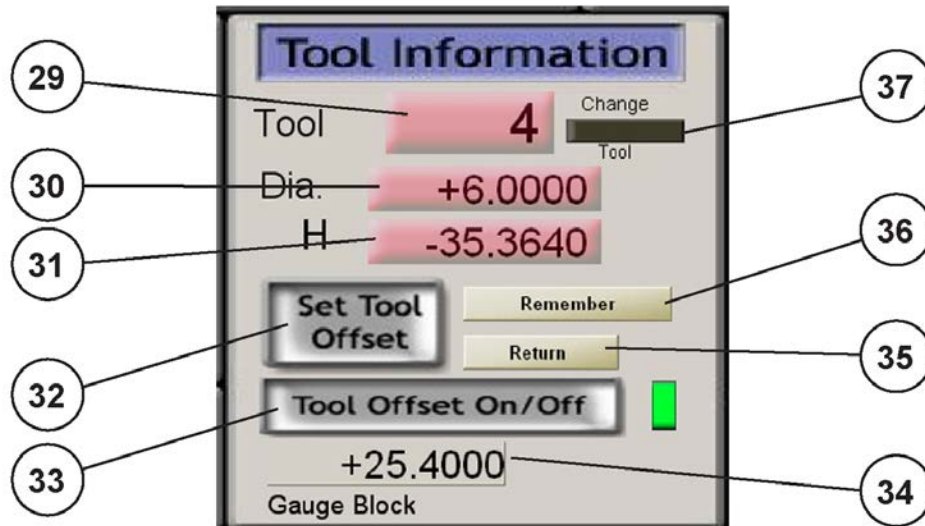 Tool Information
29
37
Tool
4
Change
Tool
30
Dia.
+6.0000
31
H
-35.3640
36
Set Tool
Offset
Remember
Return
35
32
Tool Offset On/Off
33
+25.4000
34
Gauge Block